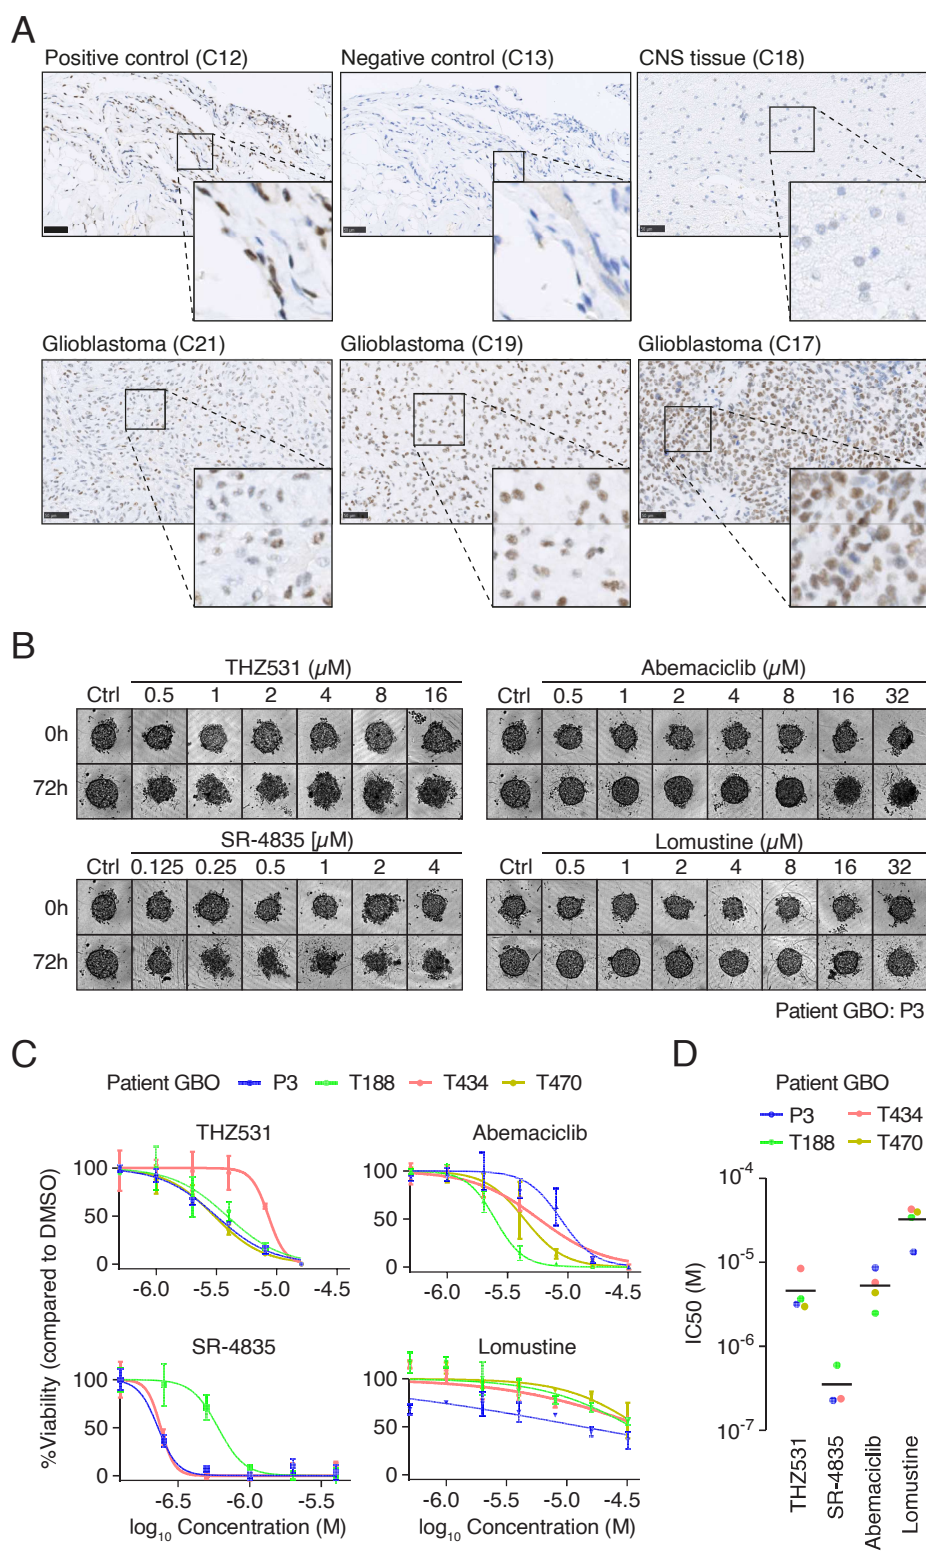 A
Positive control (C12)
Negative control (C13)
CNS tissue (C18)
Glioblastoma (C21)
Glioblastoma (C19)
Glioblastoma (C17)
B
THZ531 (µM)
Ctrl 0.5 1 2 4 8 16
0h
72h
Abemaciclib (µM)
Ctrl 0.5 1 2 4 8 16 32
SR-4835 [µM)
Ctrl 0.125 0.25 0.5 1 2 4
0h
72h
Lomustine (µM)
Ctrl 0.5 1 2 4 8 16 32
Patient GBO: P3
C
Patient GBO P3 T188 T434 T470
%Viability (compared to DMSO)
THZ531
100
50
0
-6.0 -5.5 -5.0 -4.5
Abemaciclib
100
50
0
-6.0 -5.5 -5.0 -4.5
SR-4835
100
50
0
-6.5 -6.0 -5.5
log10 Concentration (M)
Lomustine
100
50
0
-6.0 -5.5 -5.0 -4.5
log10 Concentration (M)
D
Patient GBO
P3 T434
T188 T470
IC50 (M)
10-4
10-5
10-6
10-7
THZ531
SR-4835
Abemaciclib
Lomustine